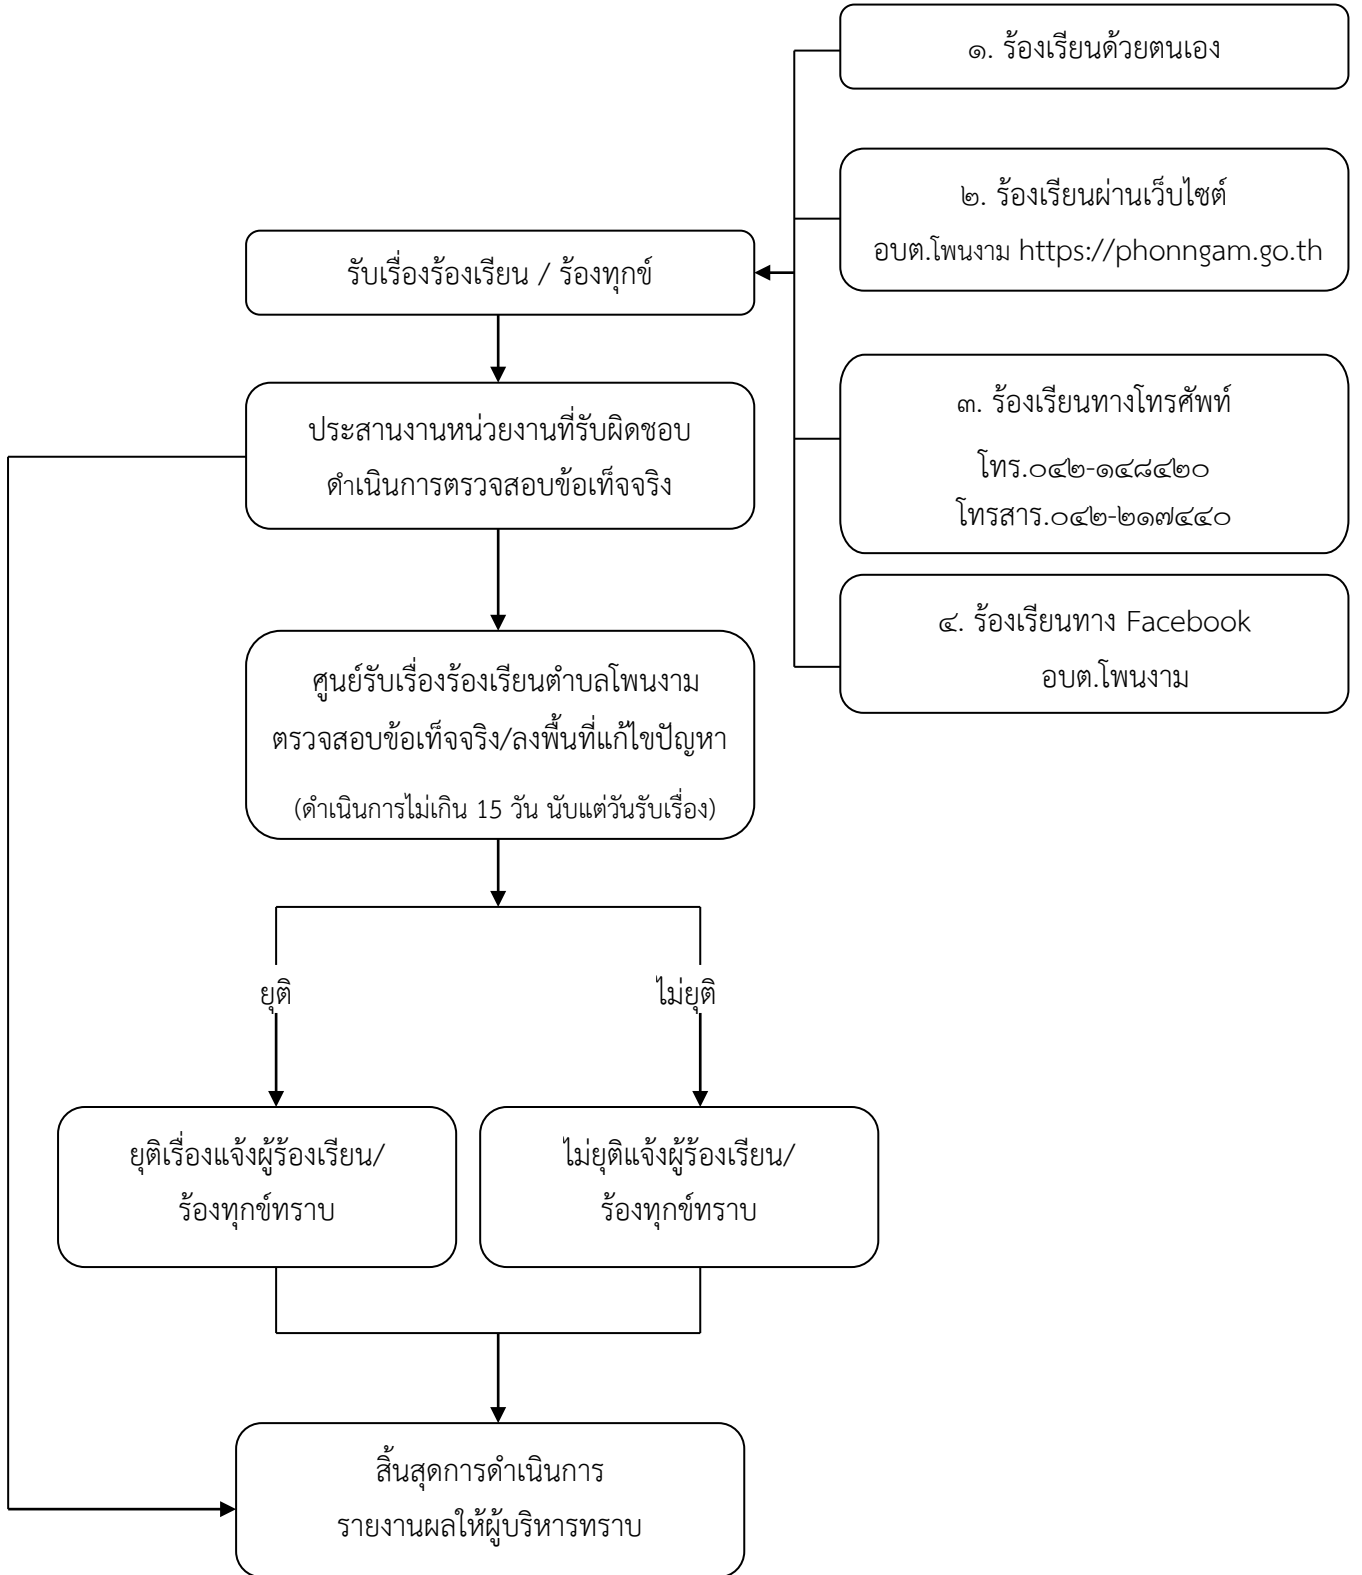 ๑. ร้องเรียนด้วยตนเอง
๒. ร้องเรียนผ่านเว็บไซต์
อบต.โพนงาม https://phonngam.go.th
รับเรื่องร้องเรียน / ร้องทุกข์
๓. ร้องเรียนทางโทรศัพท์
โทร.๐๔๒-๑๔๘๔๒๐
โทรสาร.๐๔๒-๒๑๗๔๔๐
ประสานงานหน่วยงานที่รับผิดชอบ
ดำเนินการตรวจสอบข้อเท็จจริง
๔. ร้องเรียนทาง Facebook
อบต.โพนงาม
ศูนย์รับเรื่องร้องเรียนตำบลโพนงาม
ตรวจสอบข้อเท็จจริง/ลงพื้นที่แก้ไขปัญหา
(ดำเนินการไม่เกิน 15 วัน นับแต่วันรับเรื่อง)
ยุติ
ไม่ยุติ
ยุติเรื่องแจ้งผู้ร้องเรียน/
ร้องทุกข์ทราบ
ไม่ยุติแจ้งผู้ร้องเรียน/
ร้องทุกข์ทราบ
สิ้นสุดการดำเนินการ
รายงานผลให้ผู้บริหารทราบ